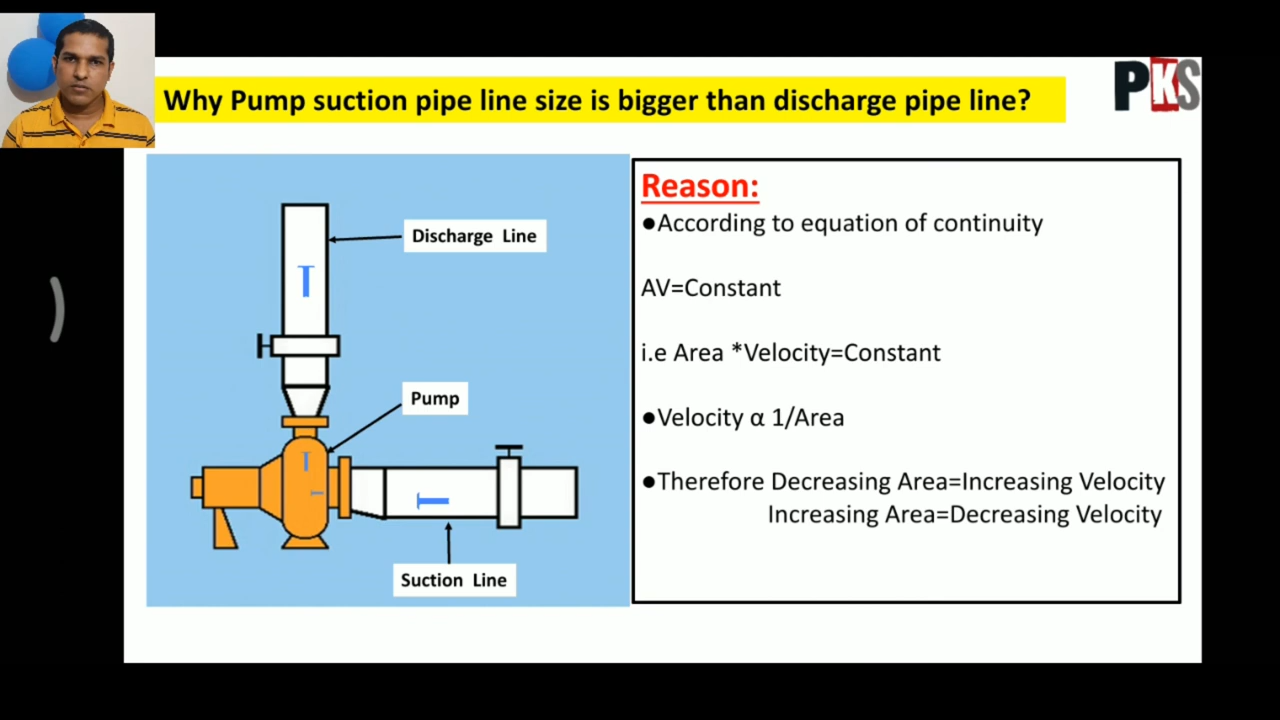 Why Pump suction pipe line size is bigger than discharge pipe line?
PKS
Discharge Line
Pump
Suction Line
Reason:
●According to equation of continuity
AV=Constant
i.e Area *Velocity=Constant
●Velocity α 1/Area
●Therefore Decreasing Area=Increasing Velocity
Increasing Area=Decreasing Velocity